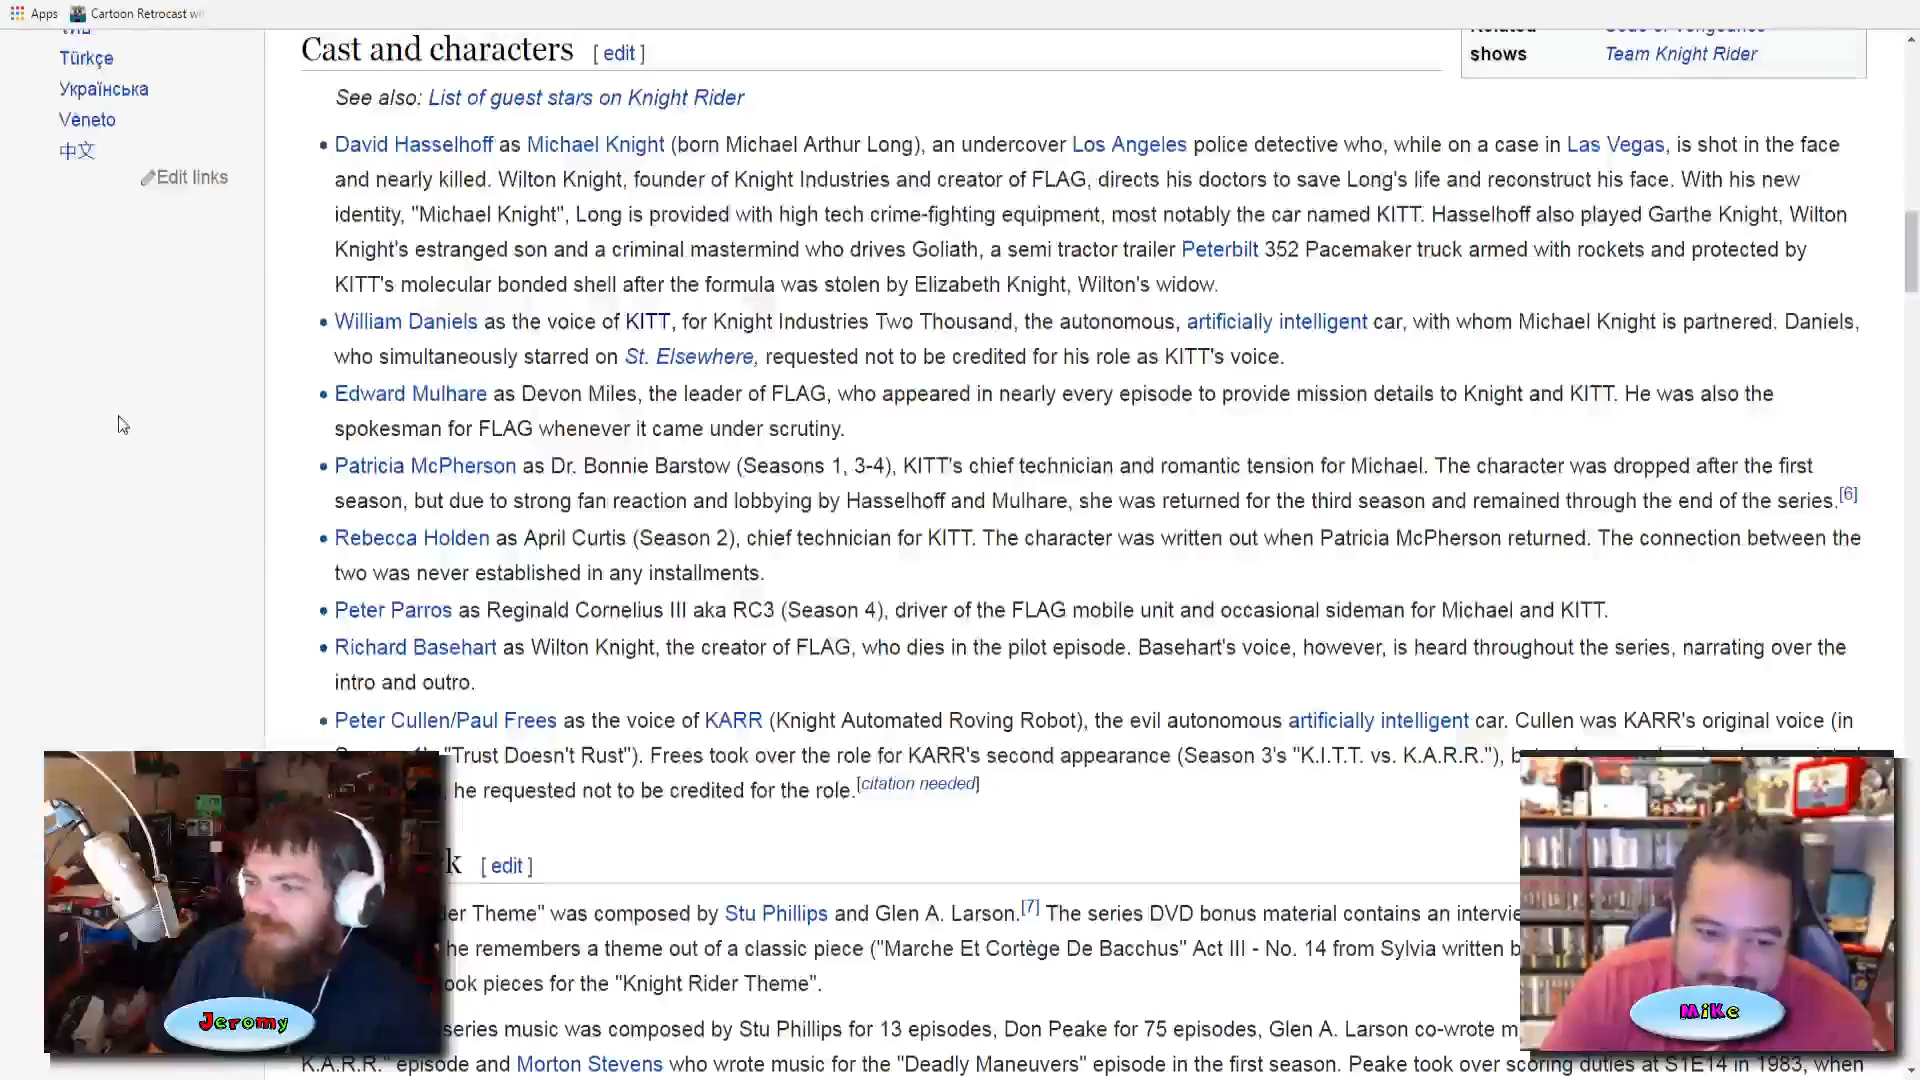 Apps Cartoon Retrocast wi
Türkçe
Українська
Vèneto
中文
Edit links
shows Team Knight Rider
Cast and characters [ edit ]
See also: List of guest stars on Knight Rider
• David Hasselhoff as Michael Knight (born Michael Arthur Long), an undercover Los Angeles police detective who, while on a case in Las Vegas, is shot in the face
and nearly killed. Wilton Knight, founder of Knight Industries and creator of FLAG, directs his doctors to save Long's life and reconstruct his face. With his new
identity, "Michael Knight", Long is provided with high tech crime-fighting equipment, most notably the car named KITT. Hasselhoff also played Garthe Knight, Wilton
Knight's estranged son and a criminal mastermind who drives Goliath, a semi tractor trailer Peterbilt 352 Pacemaker truck armed with rockets and protected by
KITT's molecular bonded shell after the formula was stolen by Elizabeth Knight, Wilton's widow.
• William Daniels as the voice of KITT, for Knight Industries Two Thousand, the autonomous, artificially intelligent car, with whom Michael Knight is partnered. Daniels,
who simultaneously starred on St. Elsewhere, requested not to be credited for his role as KITT's voice.
• Edward Mulhare as Devon Miles, the leader of FLAG, who appeared in nearly every episode to provide mission details to Knight and KITT. He was also the
spokesman for FLAG whenever it came under scrutiny.
• Patricia McPherson as Dr. Bonnie Barstow (Seasons 1, 3-4), KITT's chief technician and romantic tension for Michael. The character was dropped after the first
season, but due to strong fan reaction and lobbying by Hasselhoff and Mulhare, she was returned for the third season and remained through the end of the series.[6]
• Rebecca Holden as April Curtis (Season 2), chief technician for KITT. The character was written out when Patricia McPherson returned. The connection between the
two was never established in any installments.
• Peter Parros as Reginald Cornelius III aka RC3 (Season 4), driver of the FLAG mobile unit and occasional sideman for Michael and KITT.
• Richard Basehart as Wilton Knight, the creator of FLAG, who dies in the pilot episode. Basehart's voice, however, is heard throughout the series, narrating over the
intro and outro.
• Peter Cullen/Paul Frees as the voice of KARR (Knight Automated Roving Robot), the evil autonomous artificially intelligent car. Cullen was KARR's original voice (in
"Trust Doesn't Rust"). Frees took over the role for KARR's second appearance (Season 3's "K.I.T.T. vs. K.A.R.R."), b
he requested not to be credited for the role.[citation needed]
k [ edit ]
er Theme" was composed by Stu Phillips and Glen A. Larson.[7] The series DVD bonus material contains an intervie
he remembers a theme out of a classic piece ("Marche Et Cortège De Bacchus" Act III - No. 14 from Sylvia written b
ook pieces for the "Knight Rider Theme".
series music was composed by Stu Phillips for 13 episodes, Don Peake for 75 episodes, Glen A. Larson co-wrote m
K.A.R.R." episode and Morton Stevens who wrote music for the "Deadly Maneuvers" episode in the first season. Peake took over scoring duties at S1E14 in 1983, when
Jeromy
Mike